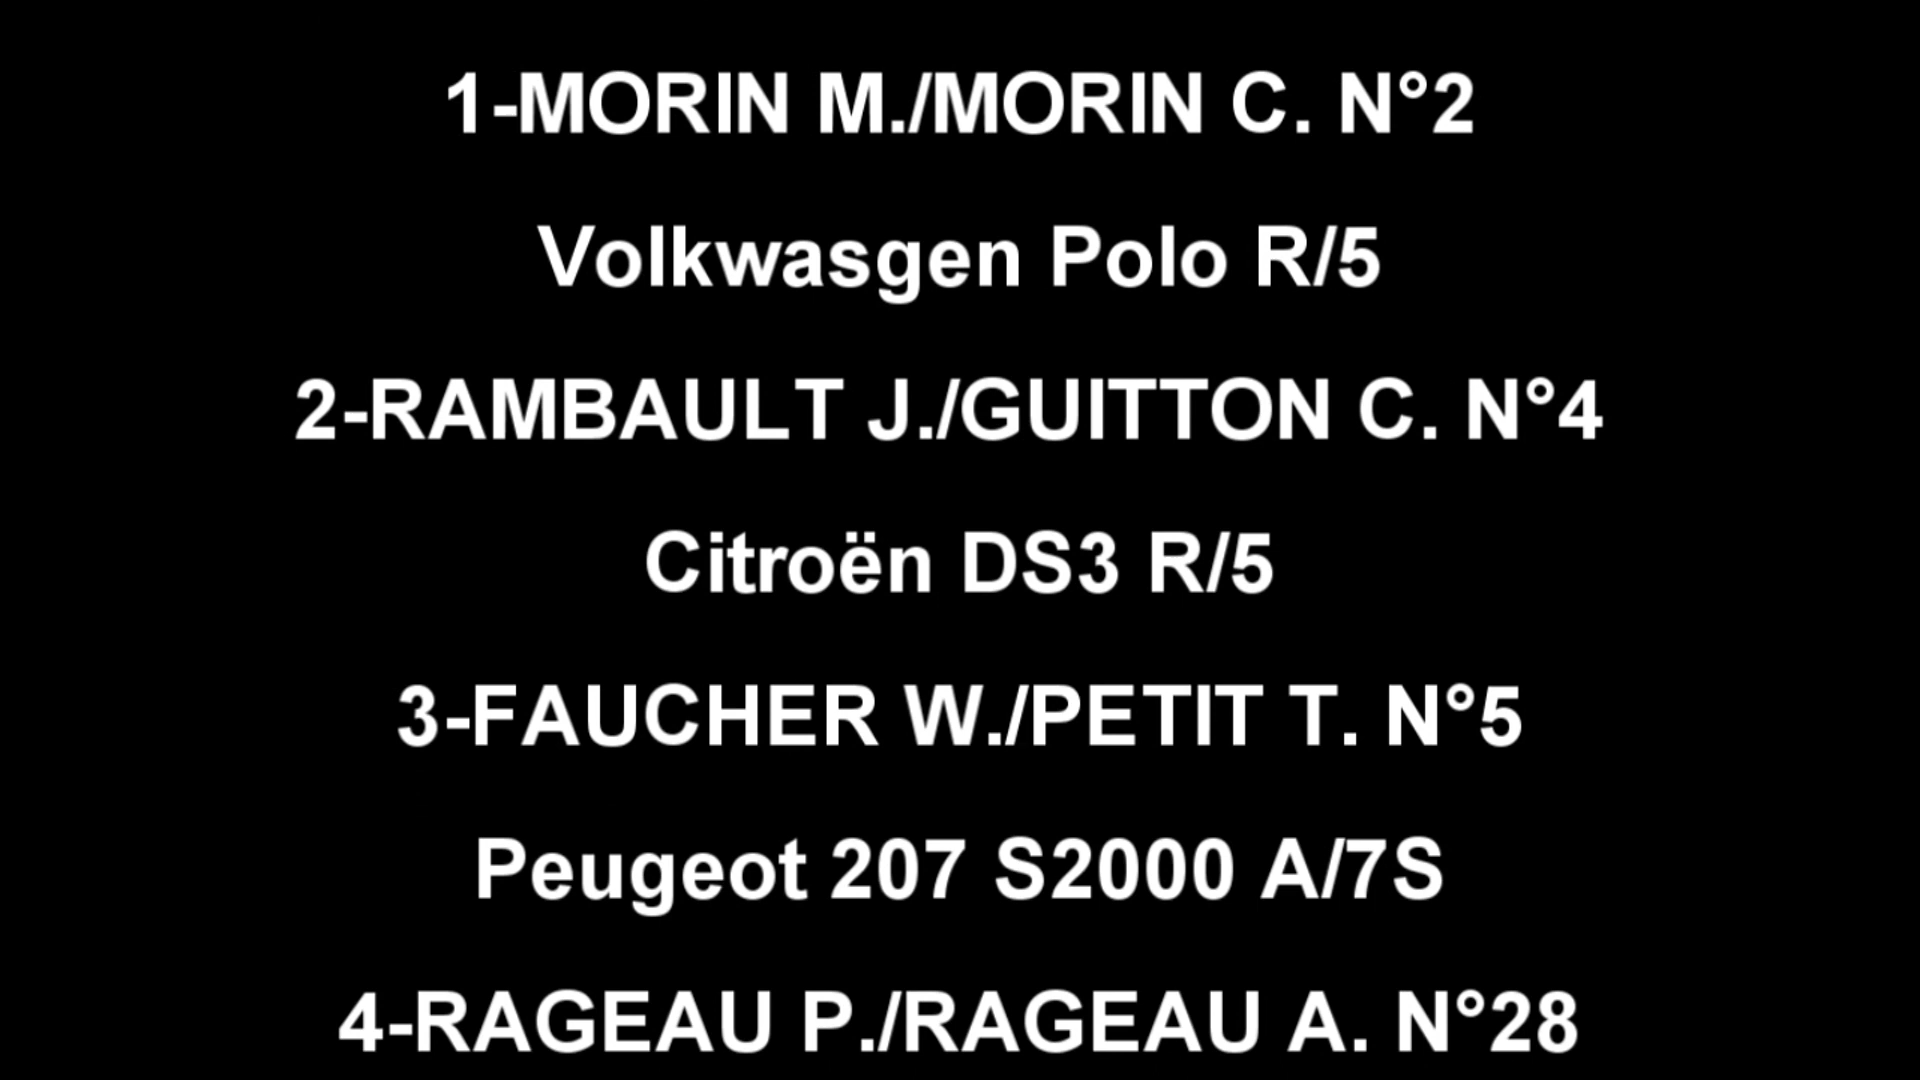 1-MORIN M./MORIN C. N°2
Volkwasgen Polo R/5
2-RAMBAULT J./GUITTON C. N°4
Citroën DS3 R/5
3-FAUCHER W./PETIT T. N°5
Peugeot 207 S2000 A/7S
4-RAGEAU P./RAGEAU A. N°28